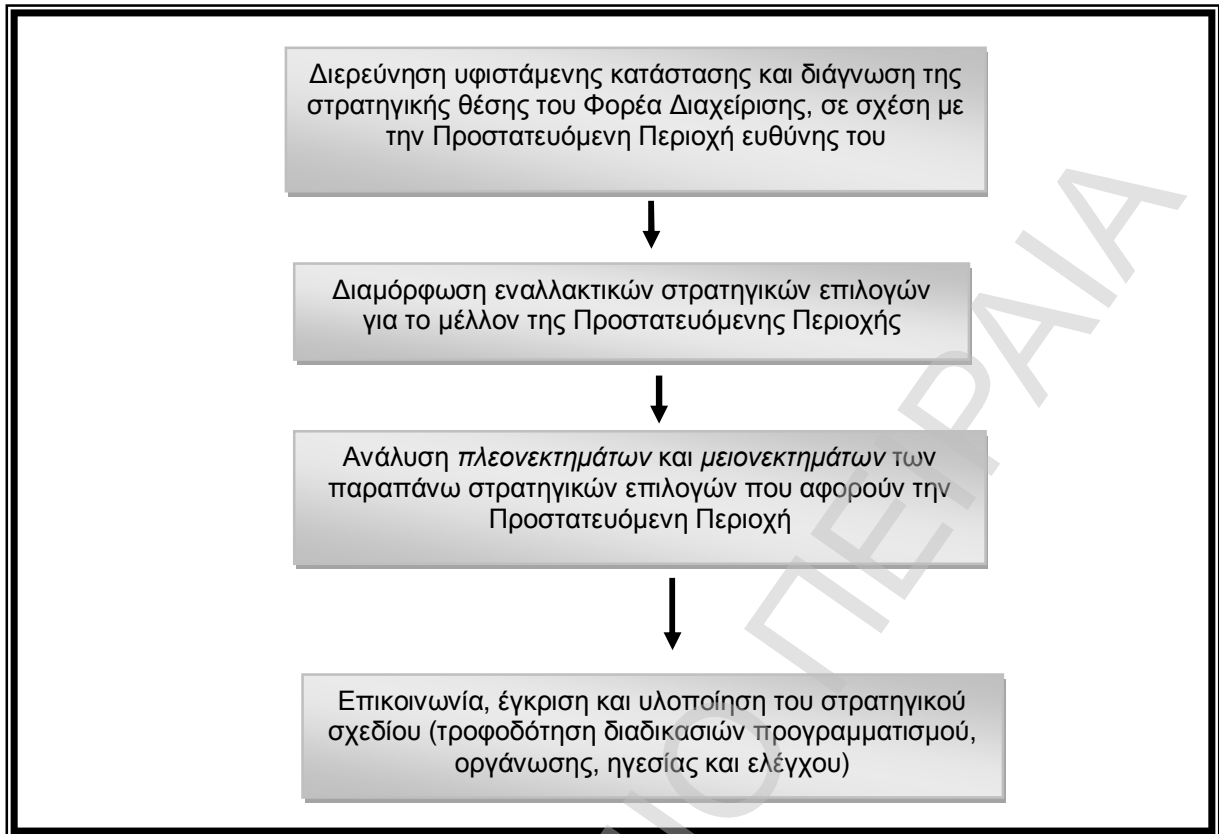 Διερεύνηση υφιστάμενης κατάστασης και διάγνωση της
στρατηγικής θέσης του Φορέα Διαχείρισης, σε σχέση με
την Προστατευόμενη Περιοχή ευθύνης του
Διαμόρφωση εναλλακτικών στρατηγικών επιλογών
για το μέλλον της Προστατευόμενης Περιοχής
Ανάλυση πλεονεκτημάτων και μειονεκτημάτων των
παραπάνω στρατηγικών επιλογών που αφορούν την
Προστατευόμενη Περιοχή
Επικοινωνία, έγκριση και υλοποίηση του στρατηγικού
σχεδίου (τροφοδότηση διαδικασιών προγραμματισμού,
οργάνωσης, ηγεσίας και ελέγχου)
ΠΕΙΡΑΙΑ